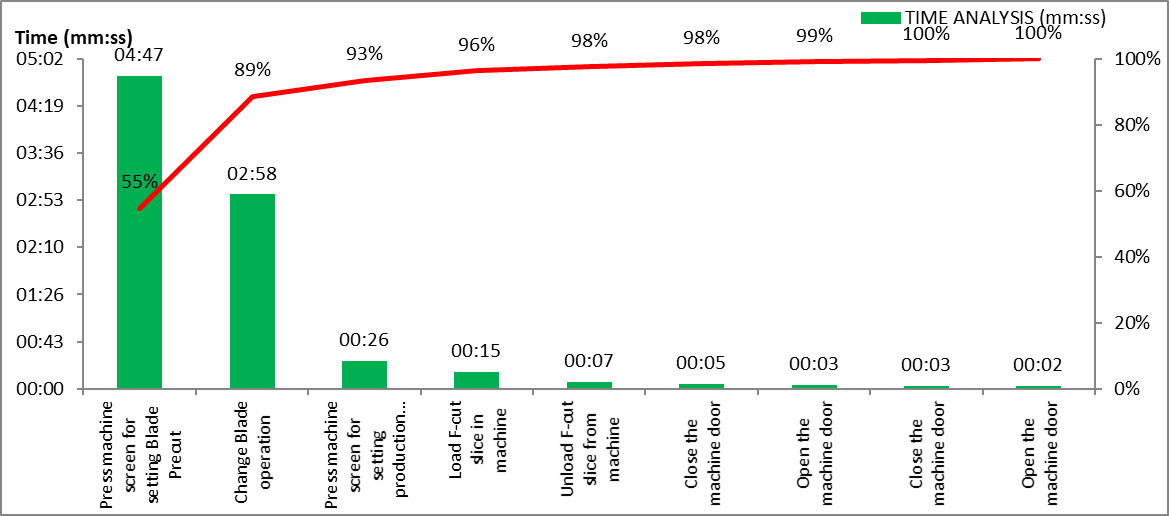 TIME ANALYSIS (mm:ss)
Time (mm:ss)
05:02
04:19
03:36
02:53
02:10
01:26
00:43
00:00
04:47
02:58
00:26
00:15
00:07
00:05
00:03
00:03
00:02
55%
89%
93%
96%
98%
98%
99%
100%
100%
100%
80%
60%
40%
20%
0%
Press machine
screen for
setting Blade
Precut
Change Blade
operation
Press machine
screen for
setting
production...
Load F-cut
slice in
machine
Unload F-cut
slice from
machine
Close the
machine door
Open the
machine door
Close the
machine door
Open the
machine door